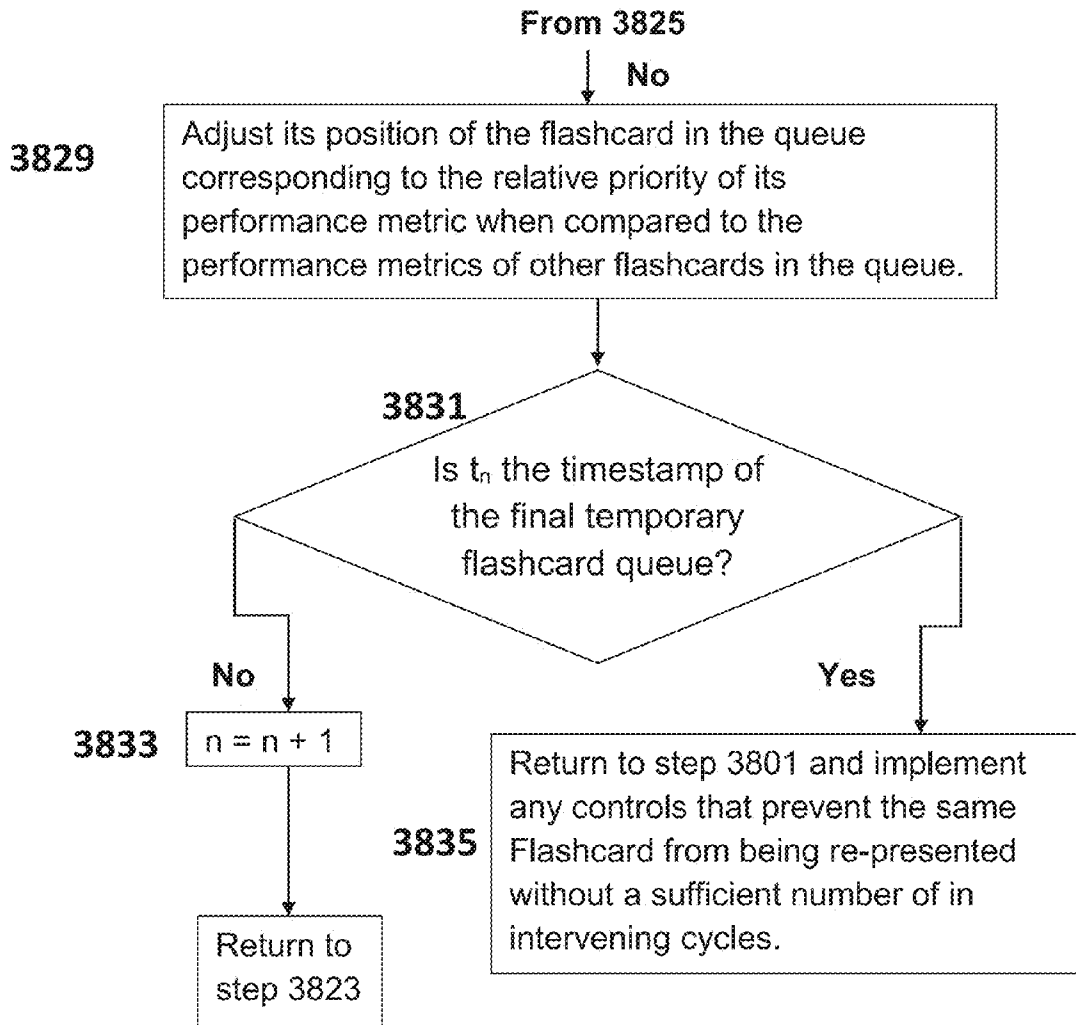 From 3825
No
3829
Adjust its position of the flashcard in the queue
corresponding to the relative priority of its
performance metric when compared to the
performance metrics of other flashcards in the queue.
3831
Is tₙ the timestamp of
the final temporary
flashcard queue?
No
Yes
3833
n = n + 1
3835
Return to step 3801 and implement
any controls that prevent the same
Flashcard from being re-presented
without a sufficient number of in
intervening cycles.
Return to
step 3823